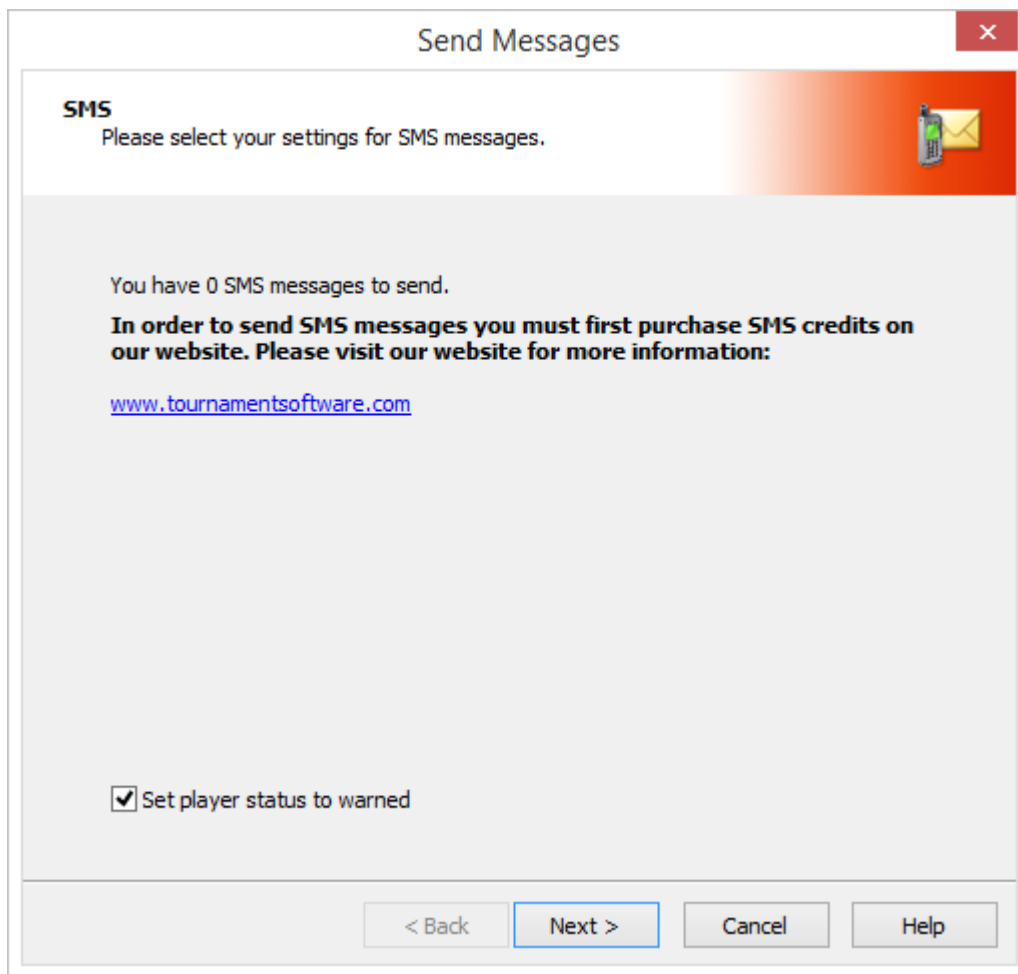 Send Messages
SMS
Please select your settings for SMS messages.
You have 0 SMS messages to send.
In order to send SMS messages you must first purchase SMS credits on
our website. Please visit our website for more information:
www.tournamentsoftware.com
Set player status to warned
< Back
Next >
Cancel
Help